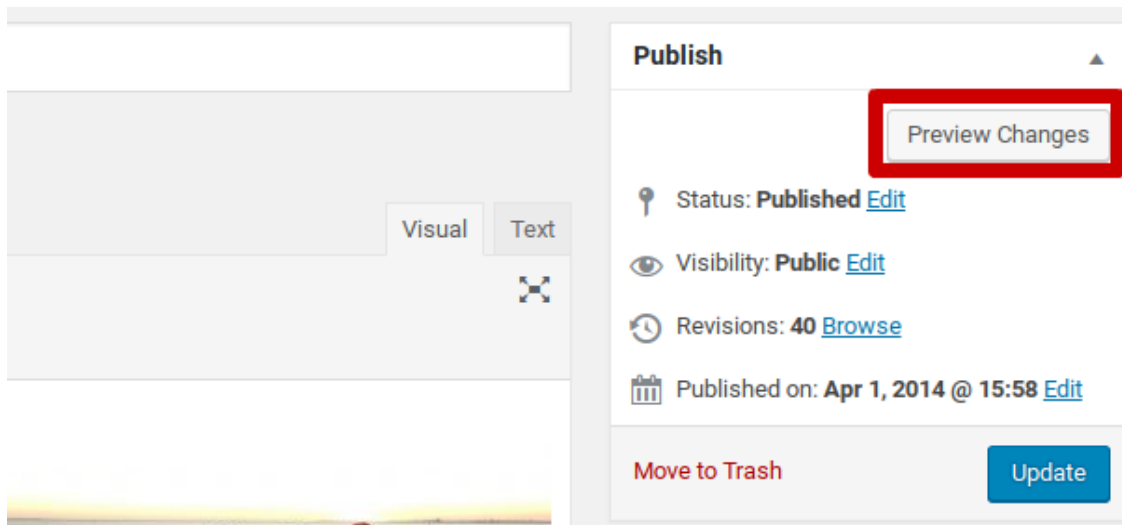 Publish
Preview Changes
Visual Text
Status: Published Edit
Visibility: Public Edit
Revisions: 40 Browse
Published on: Apr 1, 2014 @ 15:58 Edit
Move to Trash
Update